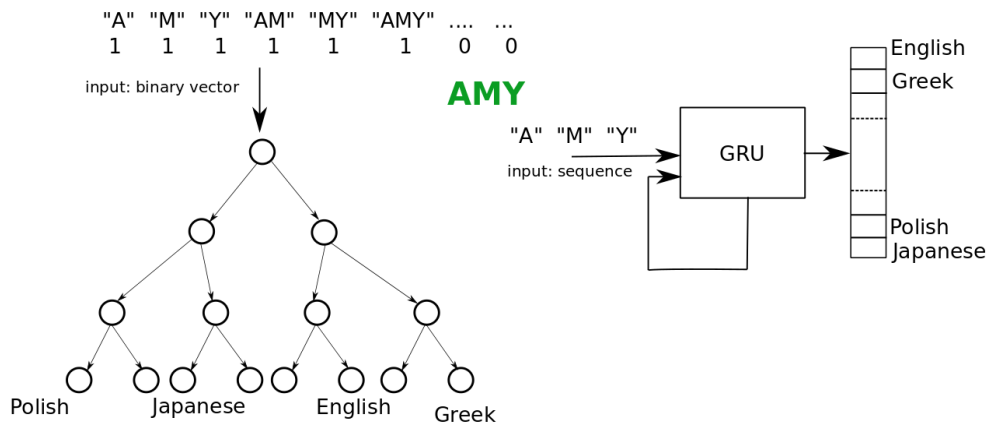 "A" "M" "Y" "AM" "MY" "AMY" .... ...
1 1 1 1 1 1 0 0
input: binary vector
AMY
"A" "M" "Y"
input: sequence
GRU
English
Greek
Polish
Japanese
Polish
Japanese
English
Greek